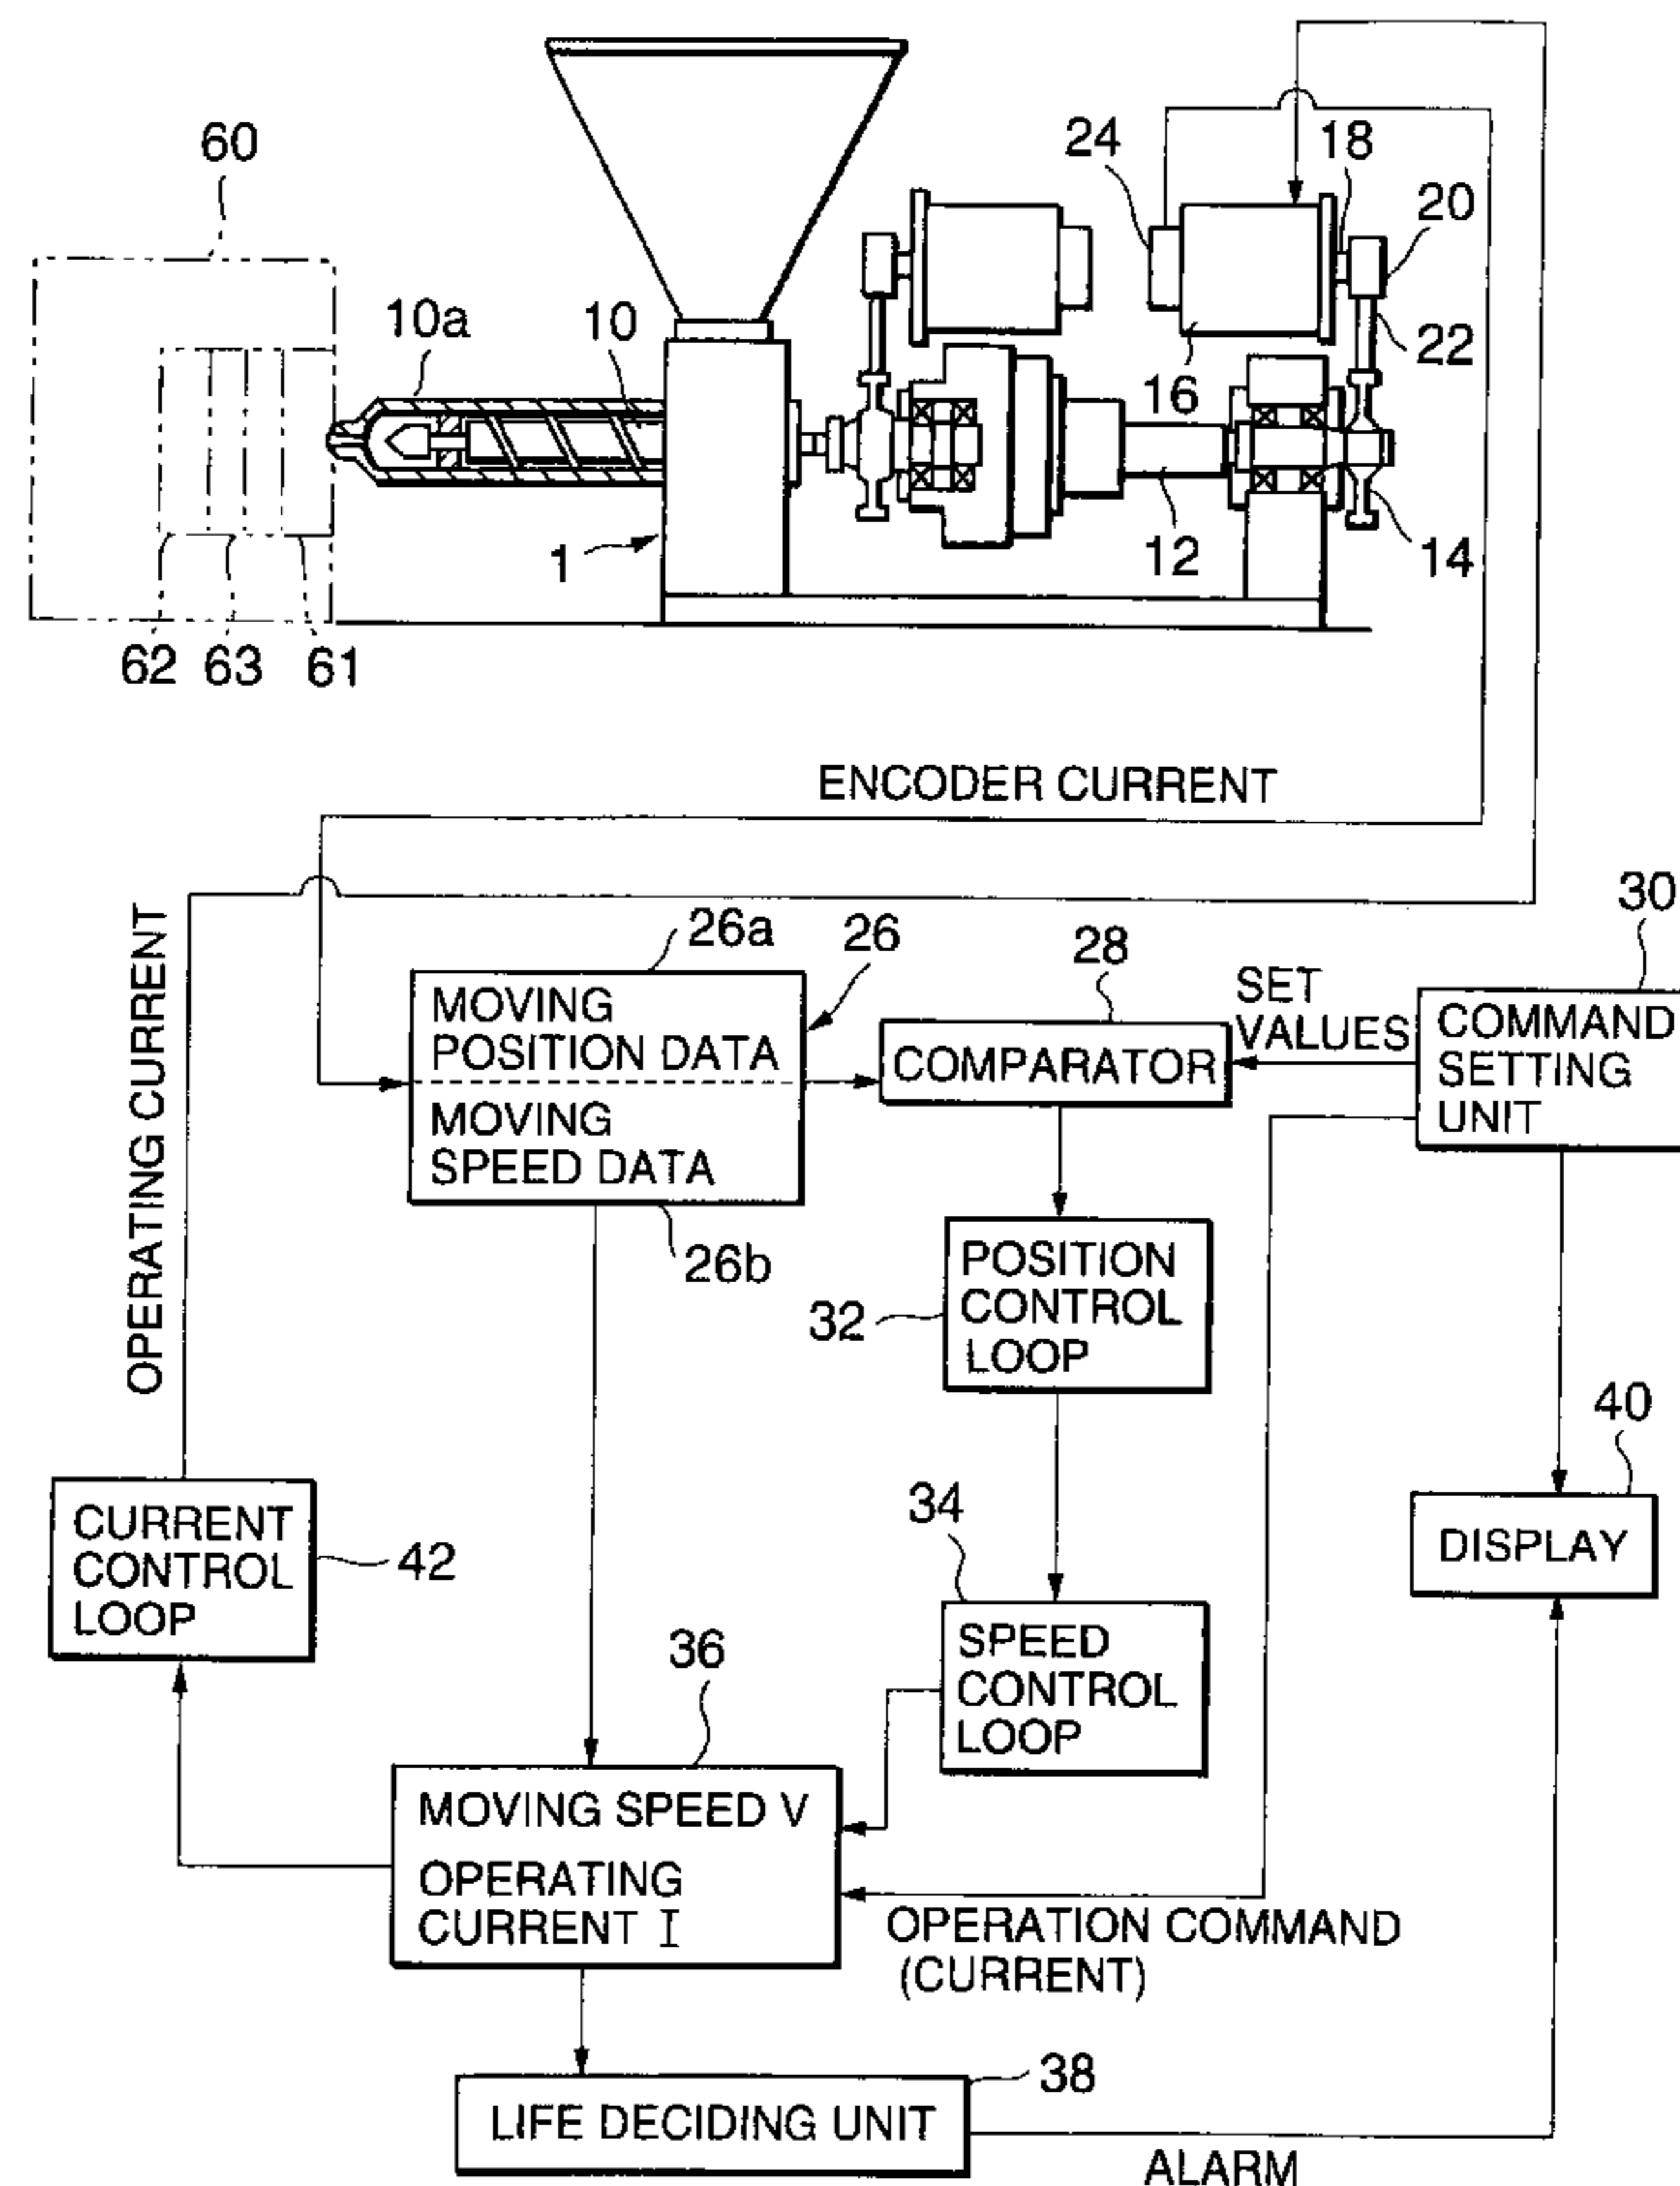 60
24
18
20
10a
10
22
16
1
12
14
62
63
61
ENCODER CURRENT
30
26a
26
28
SET
VALUES
OPERATING CURRENT
MOVING
POSITION DATA
COMPARATOR
COMMAND
SETTING
UNIT
MOVING
SPEED DATA
26b
POSITION
CONTROL
LOOP
32
40
CURRENT
CONTROL
LOOP
42
34
DISPLAY
36
SPEED
CONTROL
LOOP
MOVING SPEED V
OPERATING
CURRENT I
OPERATION COMMAND
(CURRENT)
38
LIFE DECIDING UNIT
ALARM